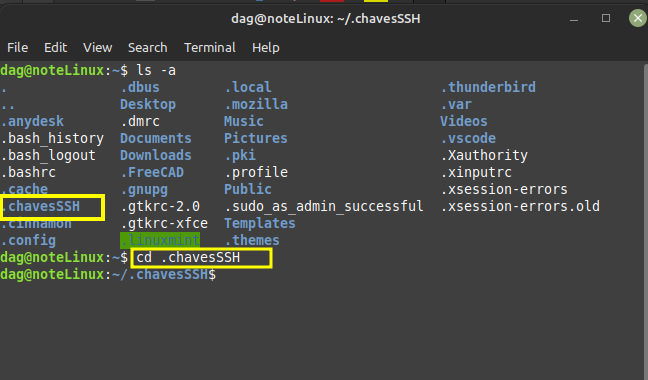 dag@noteLinux: ~/.chavesSSH
File Edit View Search Terminal Help
dag@noteLinux:~$ ls -a
. .dbus .local .thunderbird
.. Desktop .mozilla .var
.anydesk .dmrc Music Videos
.bash_history Documents Pictures .vscode
.bash_logout Downloads .pki .Xauthority
.bashrc .FreeCAD .profile .xinputrc
.cache .gnupg Public .xsession-errors
.chavesSSH .gtkrc-2.0 .sudo_as_admin_successful .xsession-errors.old
.cinnamon .gtkrc-xfce Templates
.config .linuxmint .themes
dag@noteLinux:~$ cd .chavesSSH
dag@noteLinux:~/.chavesSSH$